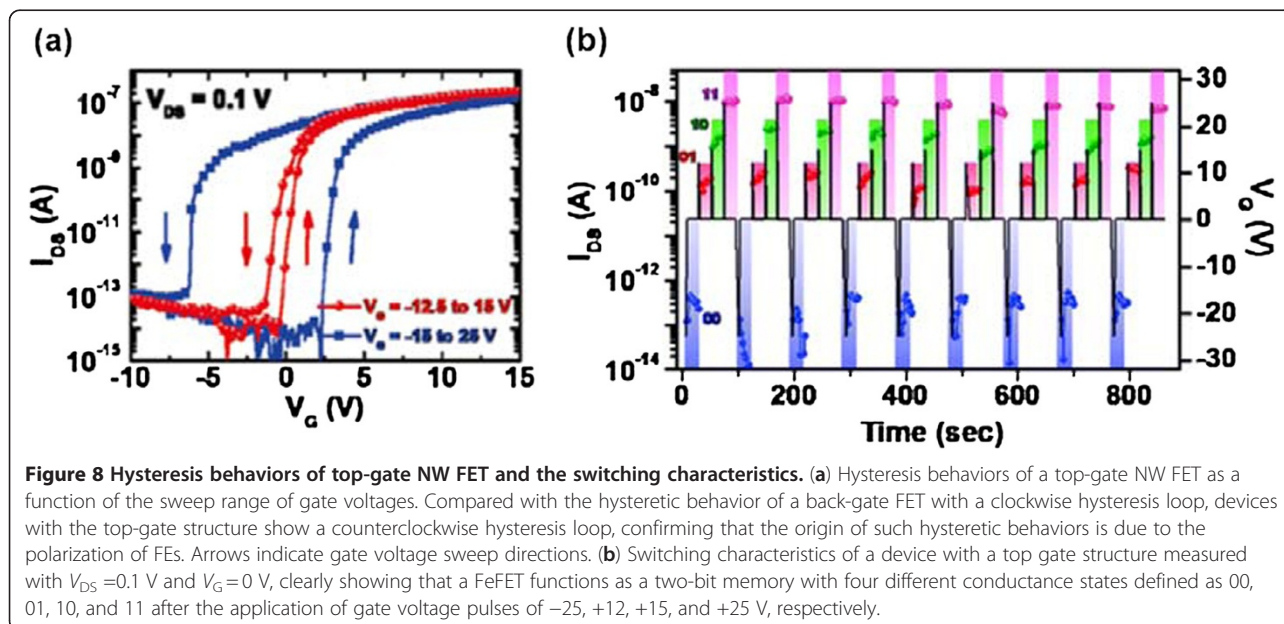 (a)
(b)
V_DS = 0.1 V
10^-7
10^-9
10^-11
10^-13
10^-15
I_DS (A)
V_G = -12.5 to 15 V
V_G = -15 to 25 V
-10
-5
0
5
10
15
V_G (V)
10^-8
10^-10
10^-12
10^-14
I_DS (A)
11
10
01
00
30
20
10
0
-10
-20
-30
V_G (V)
0
200
400
600
800
Time (sec)
Figure 8 Hysteresis behaviors of top-gate NW FET and the switching characteristics. (a) Hysteresis behaviors of a top-gate NW FET as a
function of the sweep range of gate voltages. Compared with the hysteretic behavior of a back-gate FET with a clockwise hysteresis loop, devices
with the top-gate structure show a counterclockwise hysteresis loop, confirming that the origin of such hysteretic behaviors is due to the
polarization of FEs. Arrows indicate gate voltage sweep directions. (b) Switching characteristics of a device with a top gate structure measured
with V_DS =0.1 V and V_G = 0 V, clearly showing that a FeFET functions as a two-bit memory with four different conductance states defined as 00,
01, 10, and 11 after the application of gate voltage pulses of −25, +12, +15, and +25 V, respectively.